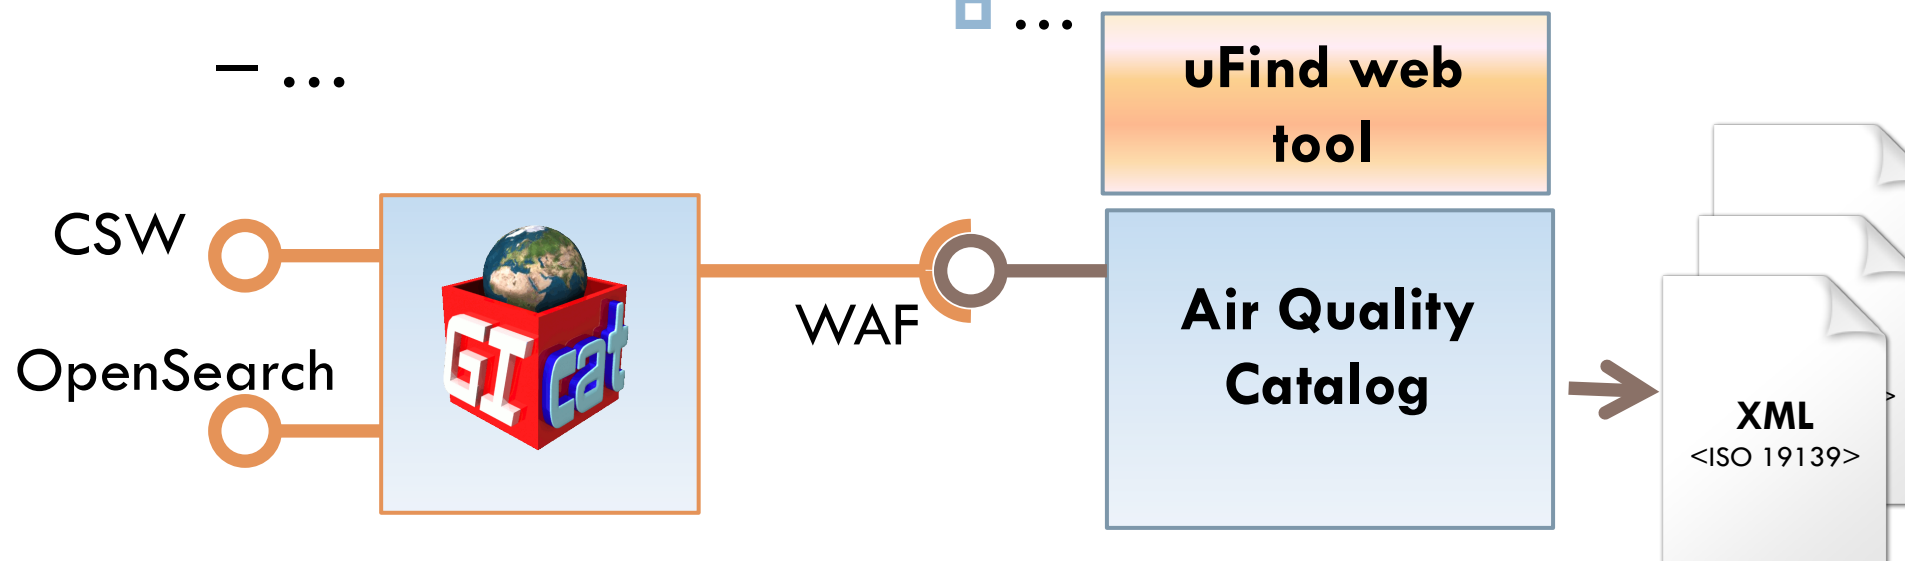 …
– …
uFind web
tool
CSW
OpenSearch
GI
cat
WAF
Air Quality
Catalog
XML
<ISO 19139>
>